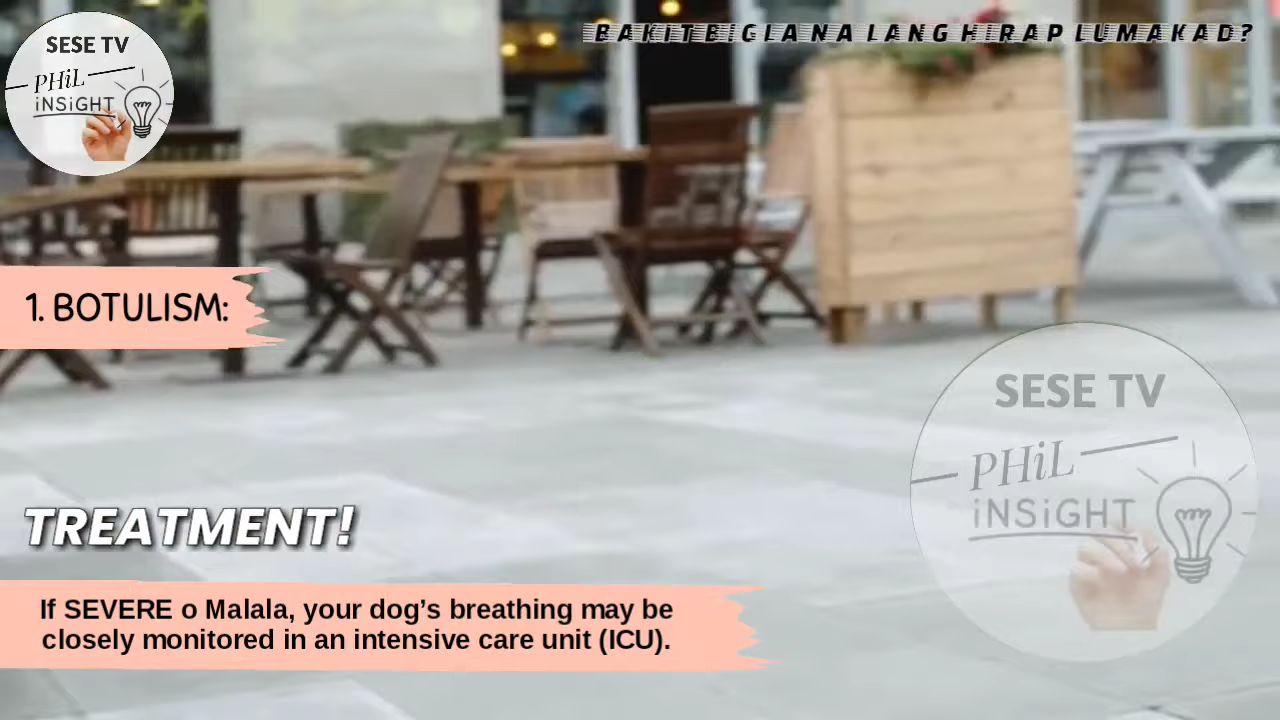 SESE TV
PHiL
iNSiGHT
BAKIT BIGLA NA LANG HIRAP LUMAKAD?
1. BOTULISM:
SESE TV
PHiL
iNSiGHT
TREATMENT!
If SEVERE o Malala, your dog’s breathing may be
closely monitored in an intensive care unit (ICU).